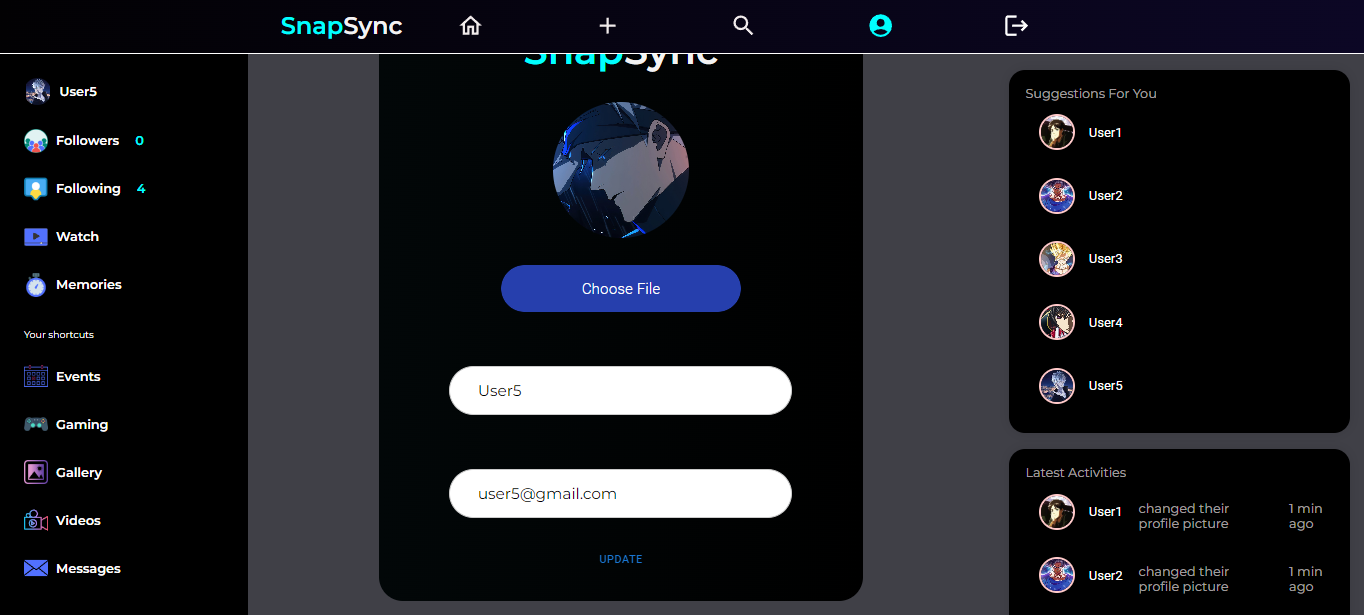 SnapSync
User5
Followers 0
Following 4
Watch
Memories
Your shortcuts
Events
Gaming
Gallery
Videos
Messages
SnapSync
Choose File
User5
user5@gmail.com
UPDATE
Suggestions For You
User1
User2
User3
User4
User5
Latest Activities
User1 changed their 1 min
profile picture ago
User2 changed their 1 min
profile picture ago